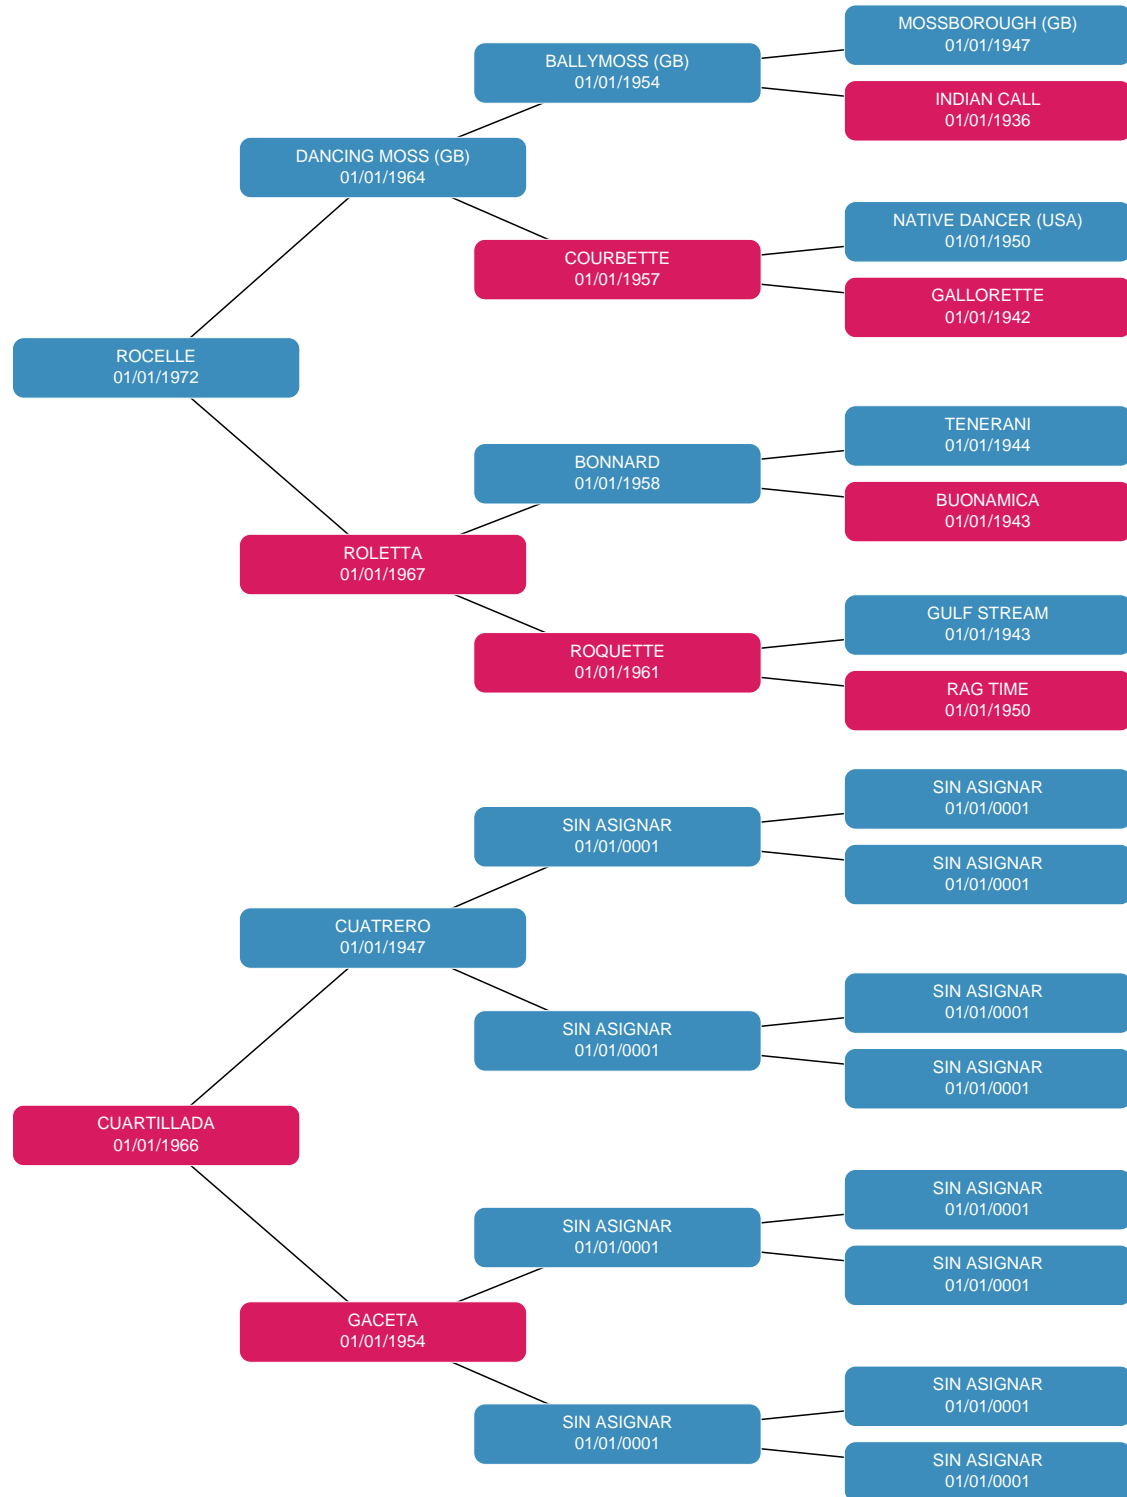 MOSSBOROUGH (GB)
01/01/1947
BALLYMOSS (GB)
01/01/1954
INDIAN CALL
01/01/1936
DANCING MOSS (GB)
01/01/1964
NATIVE DANCER (USA)
01/01/1950
COURBETTE
01/01/1957
GALLORETTE
01/01/1942
ROCELLE
01/01/1972
TENERANI
01/01/1944
BONNARD
01/01/1958
BUONAMICA
01/01/1943
ROLETTA
01/01/1967
GULF STREAM
01/01/1943
ROQUETTE
01/01/1961
RAG TIME
01/01/1950
SIN ASIGNAR
01/01/0001
SIN ASIGNAR
01/01/0001
SIN ASIGNAR
01/01/0001
CUATRERO
01/01/1947
SIN ASIGNAR
01/01/0001
SIN ASIGNAR
01/01/0001
SIN ASIGNAR
01/01/0001
CUARTILLADA
01/01/1966
SIN ASIGNAR
01/01/0001
SIN ASIGNAR
01/01/0001
SIN ASIGNAR
01/01/0001
GACETA
01/01/1954
SIN ASIGNAR
01/01/0001
SIN ASIGNAR
01/01/0001
SIN ASIGNAR
01/01/0001